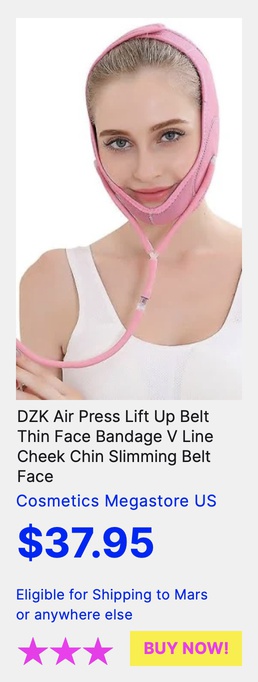 DZK Air Press Lift Up Belt
Thin Face Bandage V Line
Cheek Chin Slimming Belt
Face
Cosmetics Megastore US
$37.95
Eligible for Shipping to Mars
or anywhere else
BUY NOW!